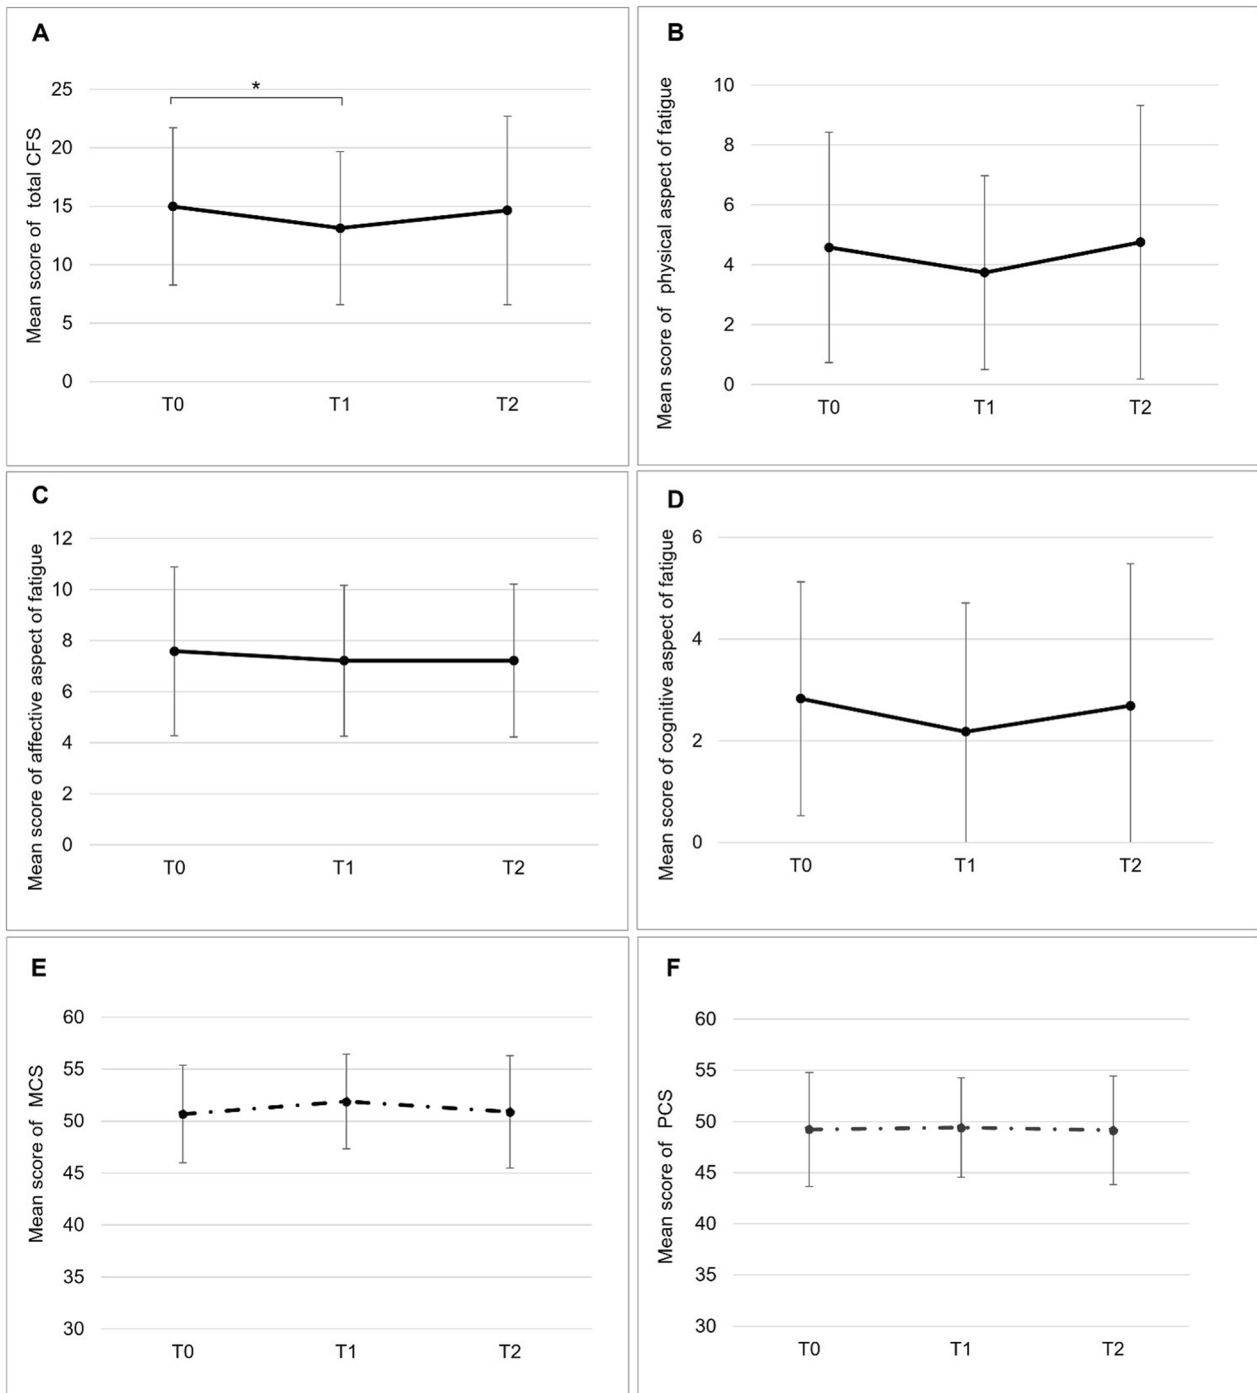 A
Mean score of total CFS
25
20
15
10
5
0
*
T0 T1 T2
B
Mean score of physical aspect of fatigue
10
8
6
4
2
0
T0 T1 T2
C
Mean score of affective aspect of fatigue
12
10
8
6
4
2
0
T0 T1 T2
D
Mean score of cognitive aspect of fatigue
6
4
2
0
T0 T1 T2
E
Mean score of MCS
60
55
50
45
40
35
30
T0 T1 T2
F
Mean score of PCS
60
55
50
45
40
35
30
T0 T1 T2